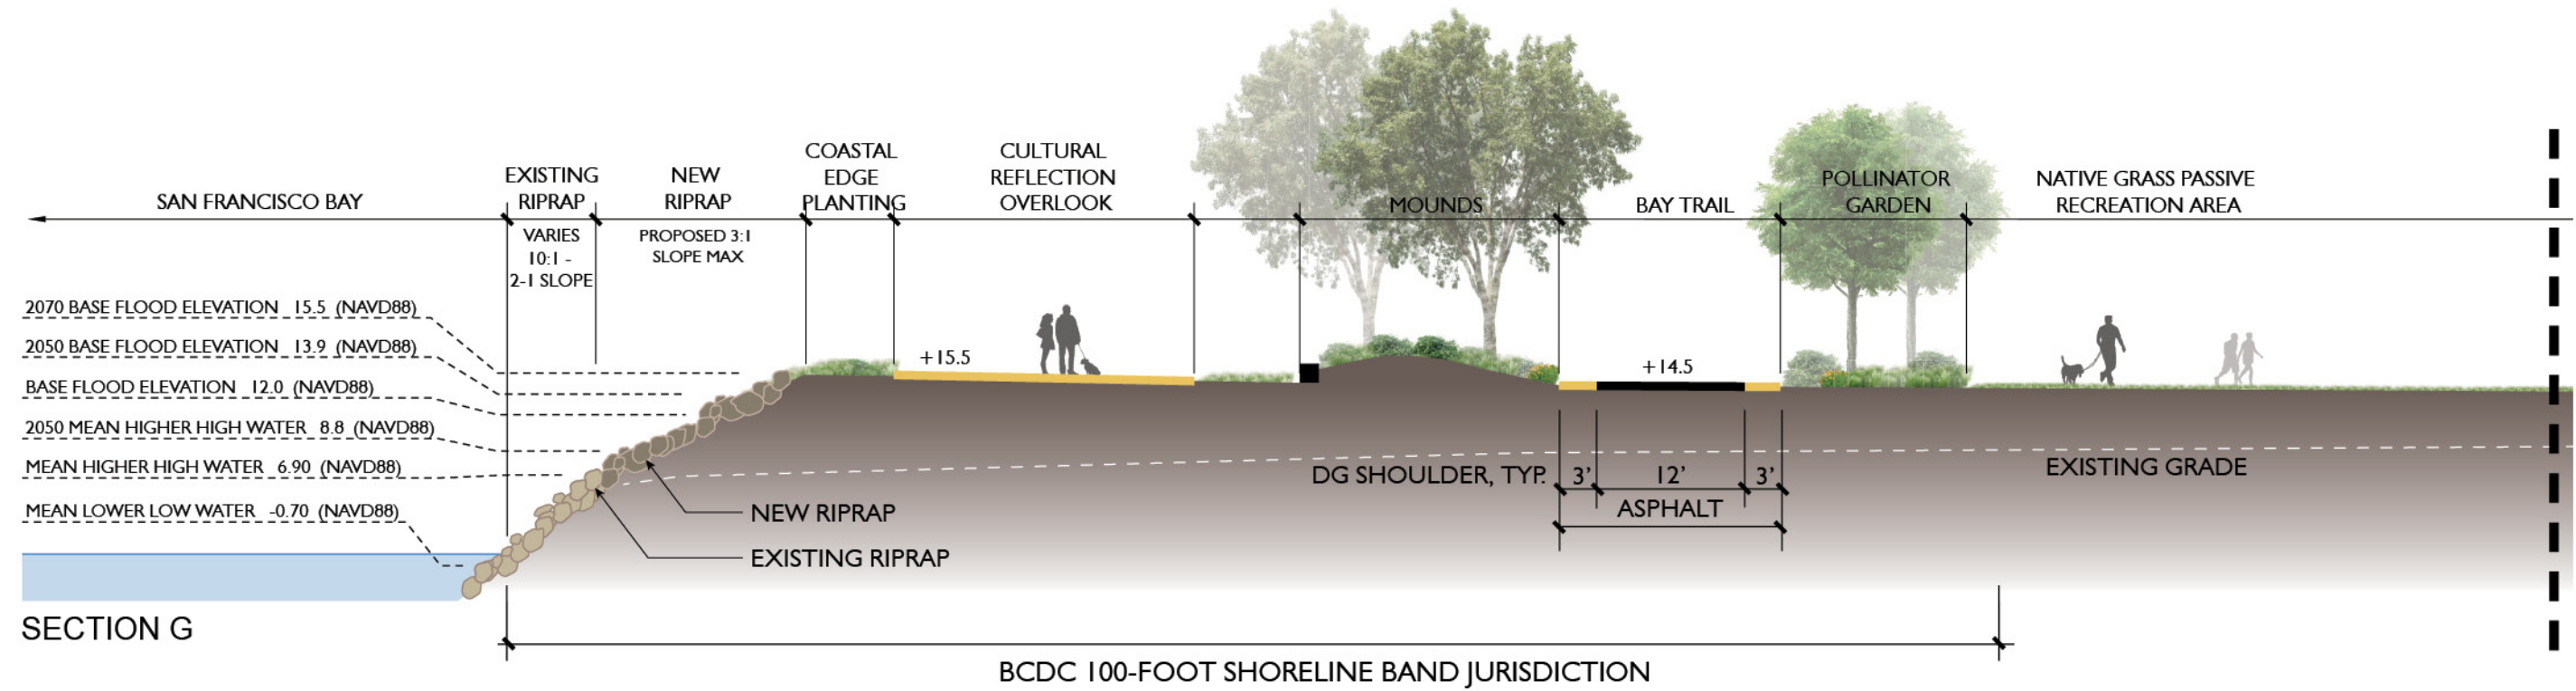 SAN FRANCISCO BAY
EXISTING
RIPRAP
VARIES
10:1 -
2-1 SLOPE
NEW
RIPRAP
PROPOSED 3:1
SLOPE MAX
COASTAL
EDGE
PLANTING
CULTURAL
REFLECTION
OVERLOOK
MOUNDS
BAY TRAIL
POLLINATOR
GARDEN
NATIVE GRASS PASSIVE
RECREATION AREA
2070 BASE FLOOD ELEVATION 15.5 (NAVD88)
2050 BASE FLOOD ELEVATION 13.9 (NAVD88)
BASE FLOOD ELEVATION 12.0 (NAVD88)
2050 MEAN HIGHER HIGH WATER 8.8 (NAVD88)
MEAN HIGHER HIGH WATER 6.90 (NAVD88)
MEAN LOWER LOW WATER -0.70 (NAVD88)
+15.5
+14.5
DG SHOULDER, TYP. 3' 12' 3'
ASPHALT
EXISTING GRADE
NEW RIPRAP
EXISTING RIPRAP
SECTION G
BCDC 100-FOOT SHORELINE BAND JURISDICTION